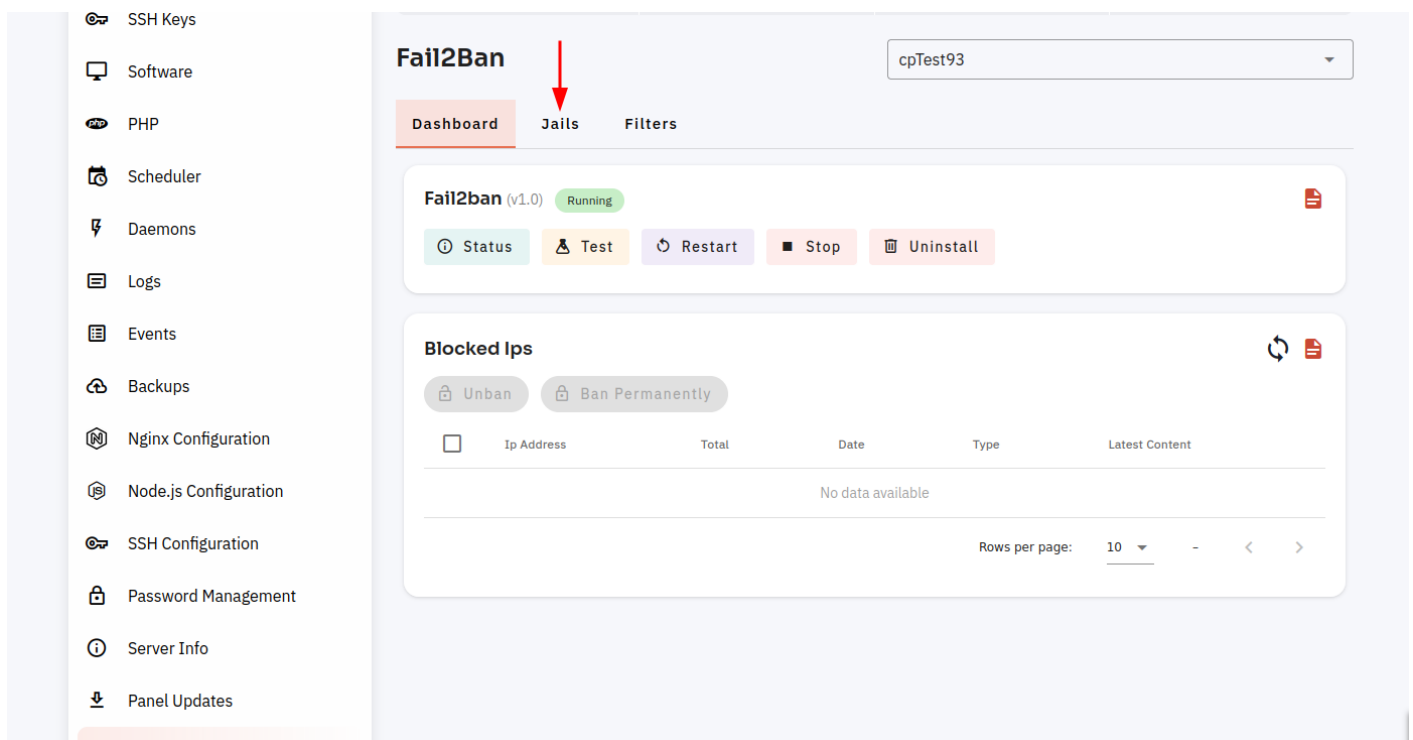 SSH Keys
Software
php PHP
Scheduler
Daemons
Logs
Events
Backups
Nginx Configuration
JS Node.js Configuration
SSH Configuration
Password Management
Server Info
Panel Updates
Fail2Ban
cpTest93
Dashboard Jails Filters
Fail2ban (v1.0) Running
Status Test Restart Stop Uninstall
Blocked Ips
Unban Ban Permanently
Ip Address Total Date Type Latest Content
No data available
Rows per page: 10 –